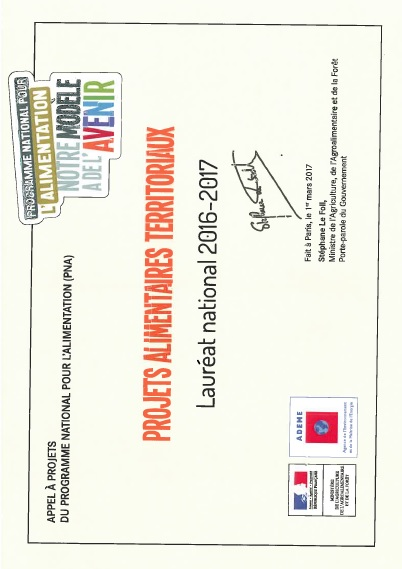 APPEL À PROJETS
DU PROGRAMME NATIONAL POUR L'ALIMENTATION (PNA)
PROGRAMME NATIONAL POUR
L'ALIMENTATION
NOTRE MODÈLE
A DE L'AVENIR
PROJETS ALIMENTAIRES TERRITORIAUX
Lauréat national 2016-2017
Fait à Paris, le 1er mars 2017
Stéphane Le Foll,
Ministre de l'Agriculture, de l'Agroalimentaire et de la Forêt
Porte-parole du Gouvernement
RÉPUBLIQUE FRANÇAISE
MINISTÈRE
DE L'AGRICULTURE
DE L'AGROALIMENTAIRE
ET DE LA FORÊT
ADEME
Agence de l'Environnement
et de la Maîtrise de l'Energie